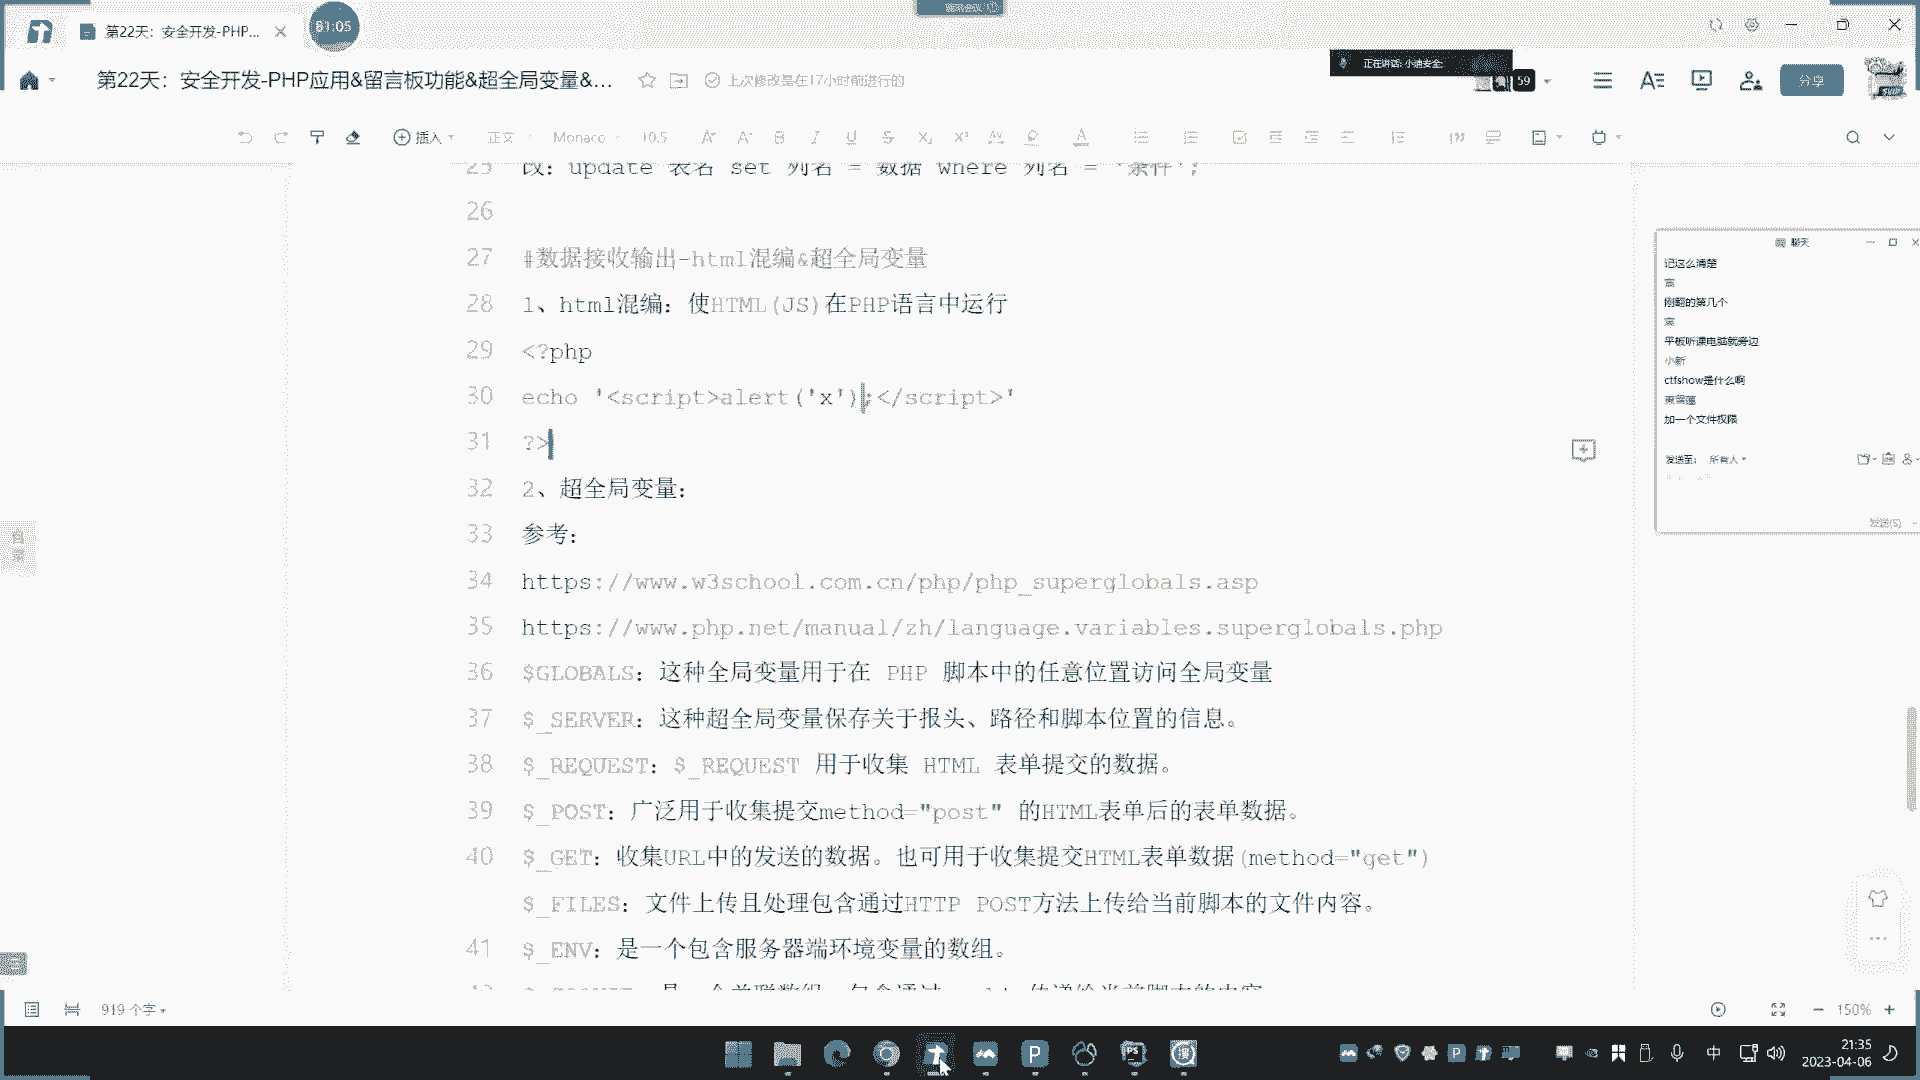 第22天：安全开发-PHP...
81:05
第22天：安全开发-PHP应用&留言板功能&超全局变量&...
上次修改是在17小时前进行的
正在讲话: 小迪安全;
59
分享
插入
正文
Monaco
10.5
25 改：update 表名 set 列名 = 数据 where 列名 = '条件';
26
27 #数据接收输出-html混编&超全局变量
28 1、html混编：使HTML(JS)在PHP语言中运行
29 <?php
30 echo '<script>alert('x');</script>'
31 ?>
32 2、超全局变量：
33 参考：
34 https://www.w3school.com.cn/php/php_superglobals.asp
35 https://www.php.net/manual/zh/language.variables.superglobals.php
36 $GLOBALS：这种全局变量用于在 PHP 脚本中的任意位置访问全局变量
37 $_SERVER：这种超全局变量保存关于报头、路径和脚本位置的信息。
38 $_REQUEST：$_REQUEST 用于收集 HTML 表单提交的数据。
39 $_POST：广泛用于收集提交method="post" 的HTML表单后的表单数据。
40 $_GET：收集URL中的发送的数据。也可用于收集提交HTML表单数据(method="get")
$_FILES：文件上传且处理包含通过HTTP POST方法上传给当前脚本的文件内容。
41 $_ENV：是一个包含服务器端环境变量的数组。
目录
聊天
记这么清楚
刚翻的第几个
平板听课电脑就旁边
小新
ctfshow是什么啊
加一个文件权限
发送至：所有人
发送(S)
919 个字
150%
中
21:35
2023-04-06